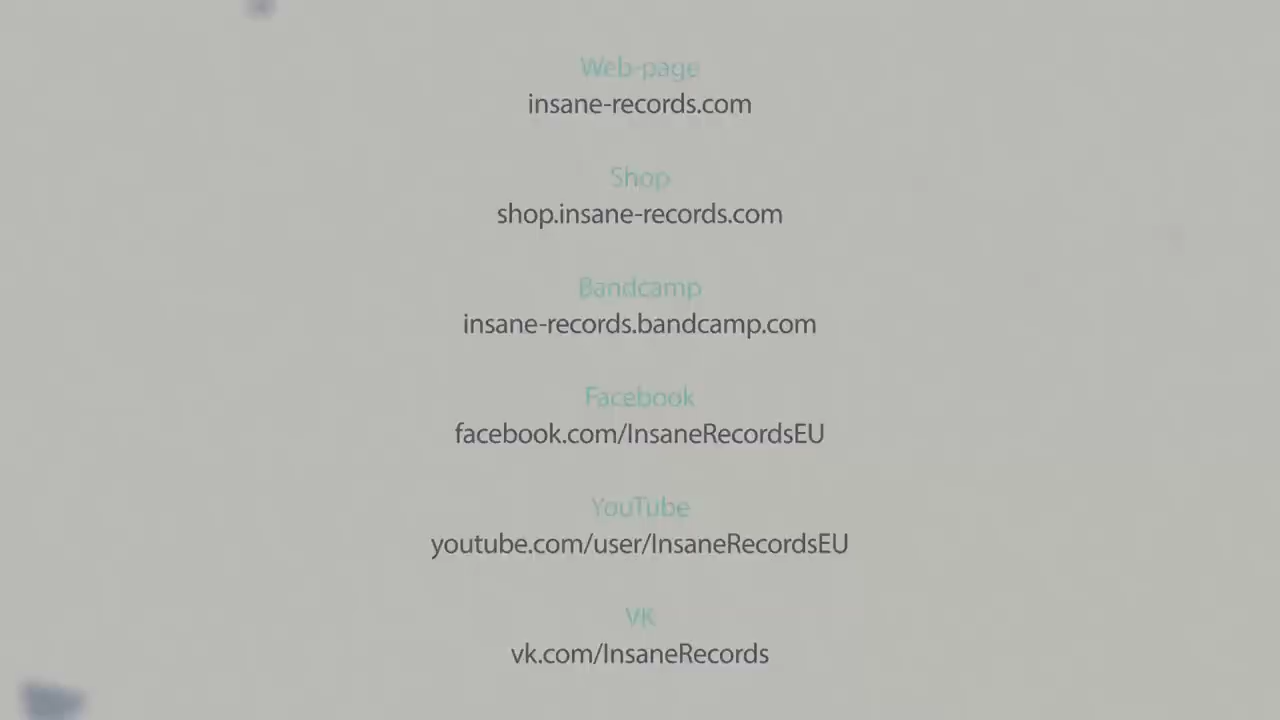 Web-page
insane-records.com
Shop
shop.insane-records.com
Bandcamp
insane-records.bandcamp.com
Facebook
facebook.com/InsaneRecordsEU
YouTube
youtube.com/user/InsaneRecordsEU
VK
vk.com/InsaneRecords